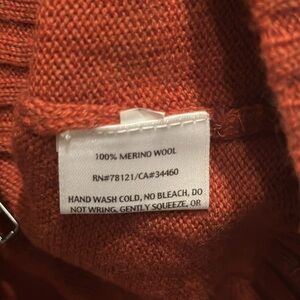 100% MERINO WOOL
RN#78121/CA#34460
HAND WASH COLD, NO BLEACH, DO
NOT WRING, GENTLY SQUEEZE, OR